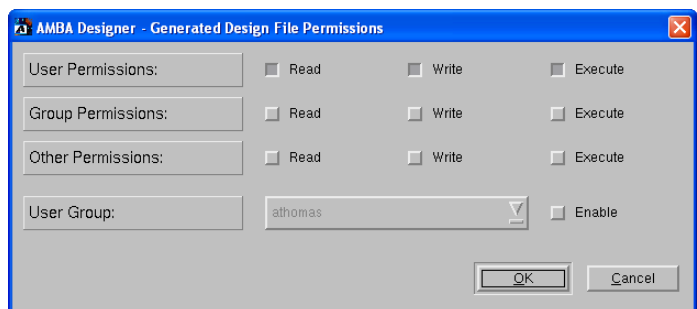 AMBA Designer - Generated Design File Permissions
User Permissions: Read Write Execute
Group Permissions: Read Write Execute
Other Permissions: Read Write Execute
User Group: athomas Enable
OK Cancel